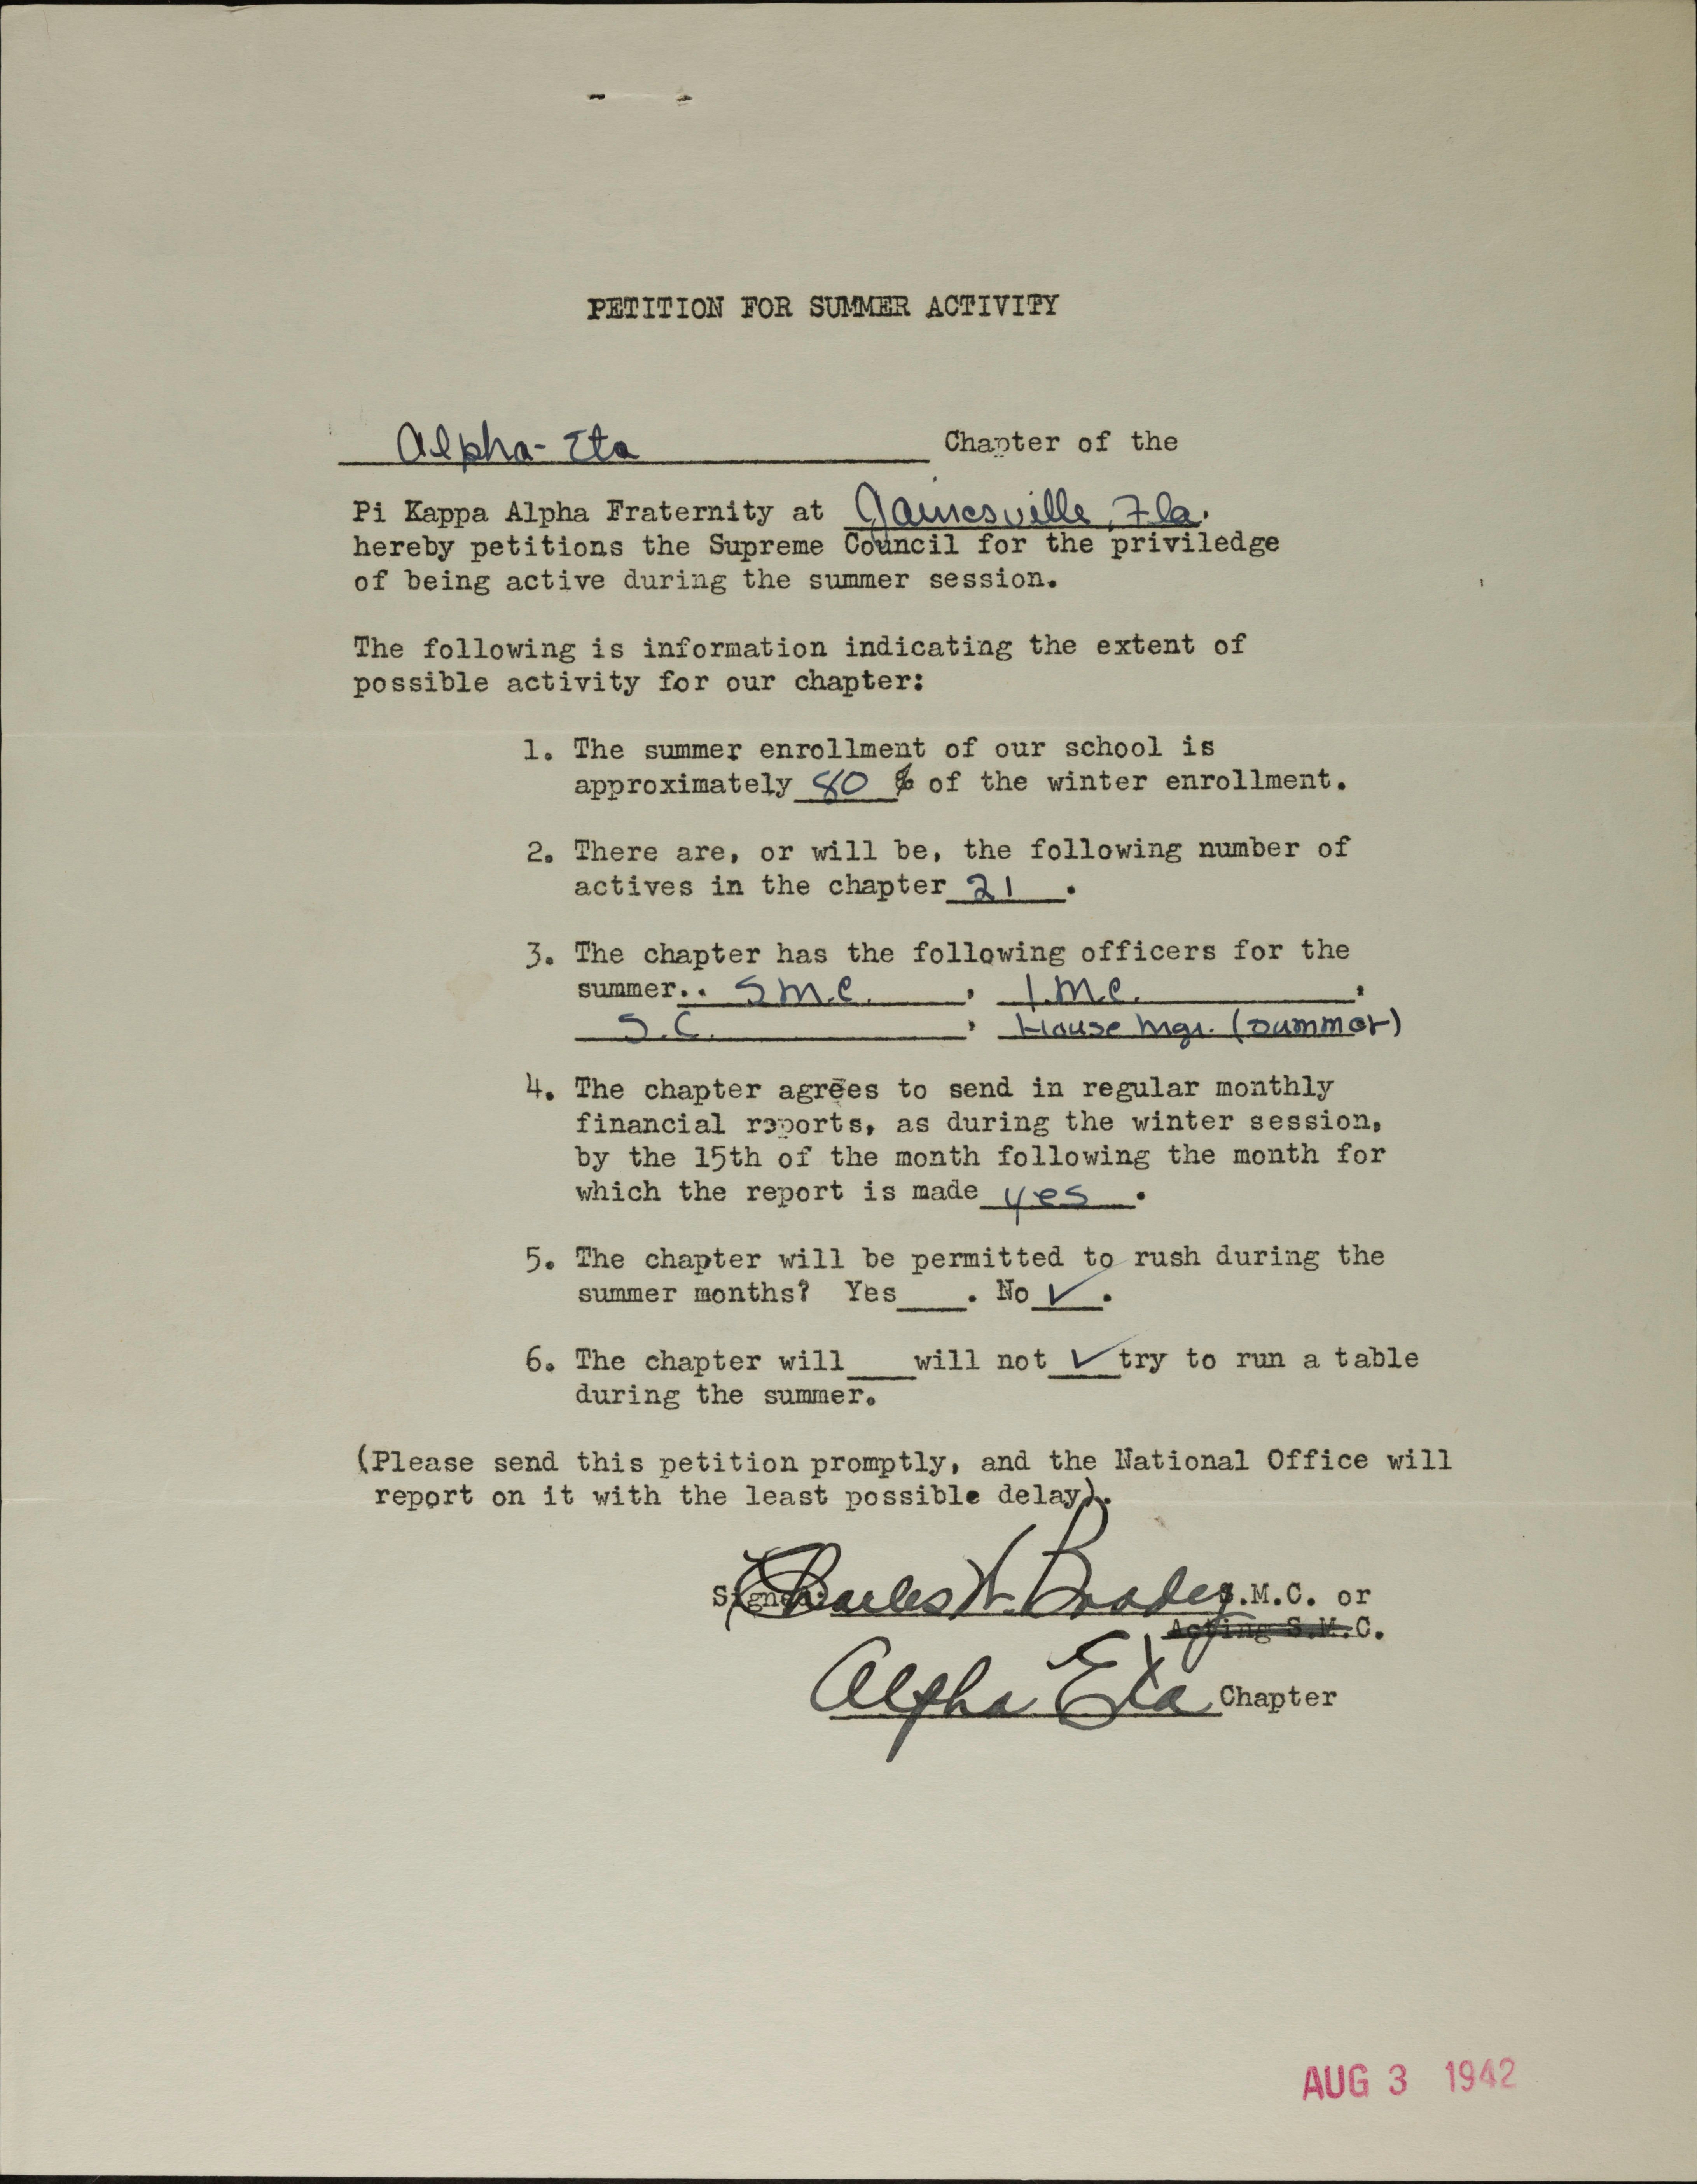 PETITION FOR SUMMER ACTIVITY
Alpha-Eta Chapter of the
Pi Kappa Alpha Fraternity at Gainesville, Fla.
hereby petitions the Supreme Council for the priviledge
of being active during the summer session.
The following is information indicating the extent of
possible activity for our chapter:
1. The summer enrollment of our school is
approximately 80 % of the winter enrollment.
2. There are, or will be, the following number of
actives in the chapter 21.
3. The chapter has the following officers for the
summer.. S.M.C., I.M.C.,
S.C., House Mgr. (summer)
4. The chapter agrees to send in regular monthly
financial reports, as during the winter session,
by the 15th of the month following the month for
which the report is made yes.
5. The chapter will be permitted to rush during the
summer months? Yes____. No ✓.
6. The chapter will____will not ✓ try to run a table
during the summer.
(Please send this petition promptly, and the National Office will
report on it with the least possible delay).
Signed: Charles Bradey S.M.C. or
Acting S.M.C.
Alpha Eta Chapter
AUG 3 1942